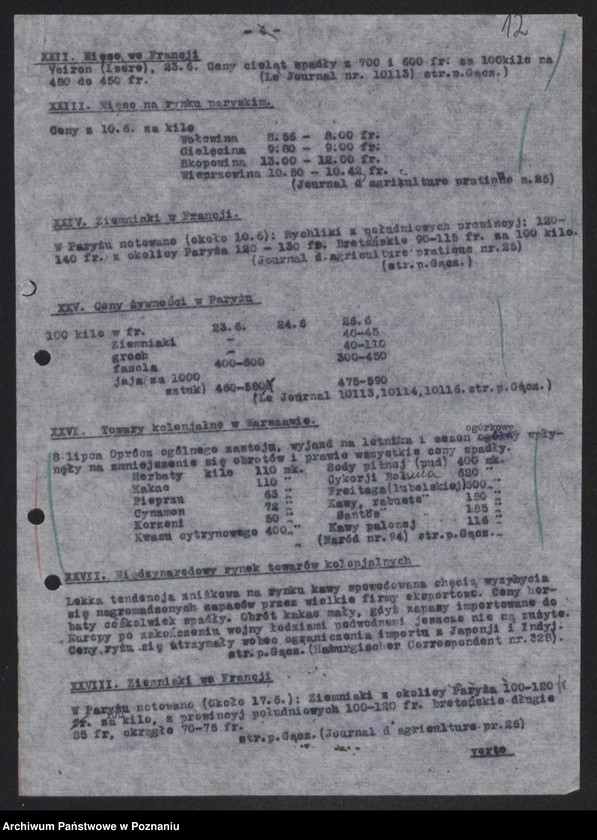 - 2 -
12
XXII. Mięso we Francji
Voiron (Isere), 23.6. Ceny cieląt spadły z 700 i 600 fr. za 100kilo na
480 do 450 fr. (Le Journal nr. 10113) str.p.Gącz.)
XXIII. Mięso na rynku paryskim.
Ceny z 10.6. za kilo
Wołowina 8.56 - 8.00 fr.
Cielęcina 9.80 - 9.00 fr.
Skopowina 13.00 - 12.00 fr.
Wieprzowina 10.50 - 10.42 fr.
(Journal d'agrikulture pratique n.25)
XXIV. Ziemniaki w Francji.
W Paryżu notowano (około 10.6): Rychliki z południowych prowincyj: 120-
140 fr. z okolicy Paryża 120 - 130 fr. Bretańskie 90-115 fr. za 100 kilo.
(Journal d.agriculture pratique nr.25)
(str.p.Gącz.)
XXV. Ceny żywności w Paryżu
100 kilo w fr. 23.6. 24.6 26.6
Ziemniaki - 40-45
groch - 40-110
fasola 400-600 300-450
jaja(za 1000
sztuk) 460-580 475-590
(Le Journal 10113,10114,10116. str.p.Gącz.)
XXVI. Towary kolonjalne w Warszawie.
ogórkowy
8 lipca Oprócz ogólnego zastoju, wyjazd na letniska i sezon ogólny wpły-
nęły na zmniejszenie się obrotów i prawie wszystkie ceny spadły.
Herbaty kilo 110 mk. Sody piłnej (pud) 400 mk.
Kakao 110 " Cykorji Bohma 620 "
Pieprzu 63 " Freitaga(lubelskiej)500 "
Cynamon 72 " Kawy, robuste" 180 "
Korzeni 50 " "Santos" 185 "
Kwasu cytrynowego 400 " Kawy palonej 116 "
(Naród nr.94) str.p.Gącz.
XXVII. Międzynarodowy rynek towarów kolonjalnych
Lekka tendencja zniżkowa na rynku kawy spowodowana chęcią wyzbycia
się nagromadzonych zapasów przez wielkie firmy eksportowe. Ceny her-
baty cośkolwiek spadły. Obrót kakao mały, gdyż zapasy importowane do
Europy po zakończeniu wojny łodziami podwodnemi jeszcze nie są zużyte.
Ceny ryżu się utrzymały wobec ograniczenia importu z Japonji i Indyj.
str.p.Gącz.(Hamburgischer Correspondent nr.328).
XXVIII. Ziemniaki we Francji
W Paryżu notowano (Około 17.6.): Ziemniaki z okolicy Paryża 100-120
fr. za 100 kilo, z prowincyj południowych 100-120 fr. bretońskie długie
85 fr, okrągłe 70-75 fr.
str.p.Gącz.(Journal d'agriculture pr.26)
verte
Archiwum Państwowe w Poznaniu